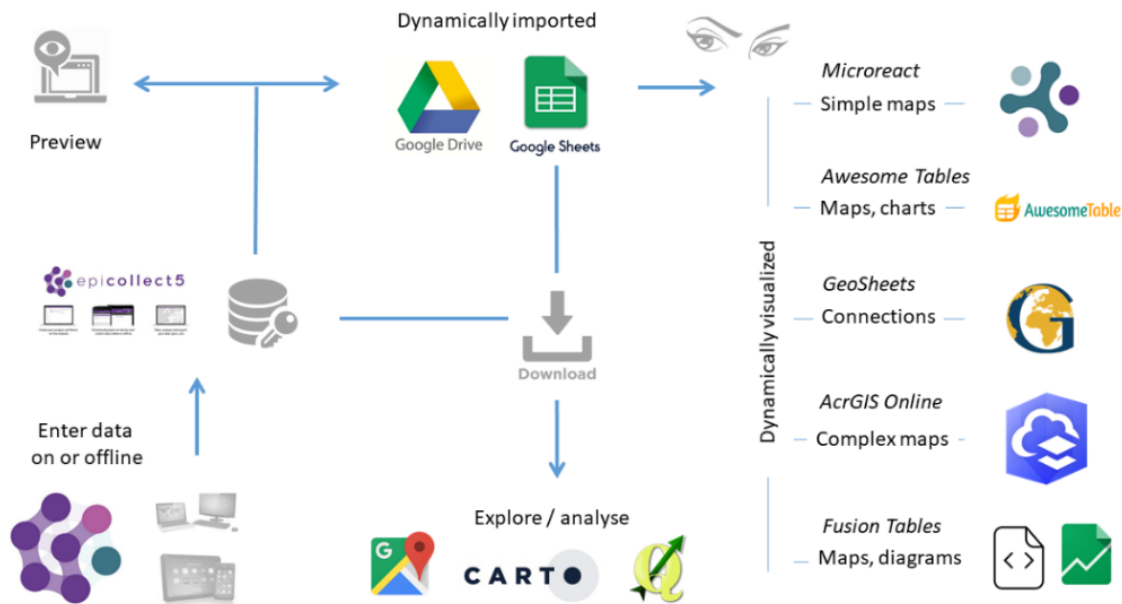 Dynamically imported
Preview
Google Drive
Google Sheets
epicollect5
Download
Enter data
on or offline
Explore / analyse
G
CARTO
Dynamically visualized
Microreact
Simple maps
Awesome Tables
Maps, charts
AwesomeTable
GeoSheets
Connections
G
AcrGIS Online
Complex maps
Fusion Tables
Maps, diagrams